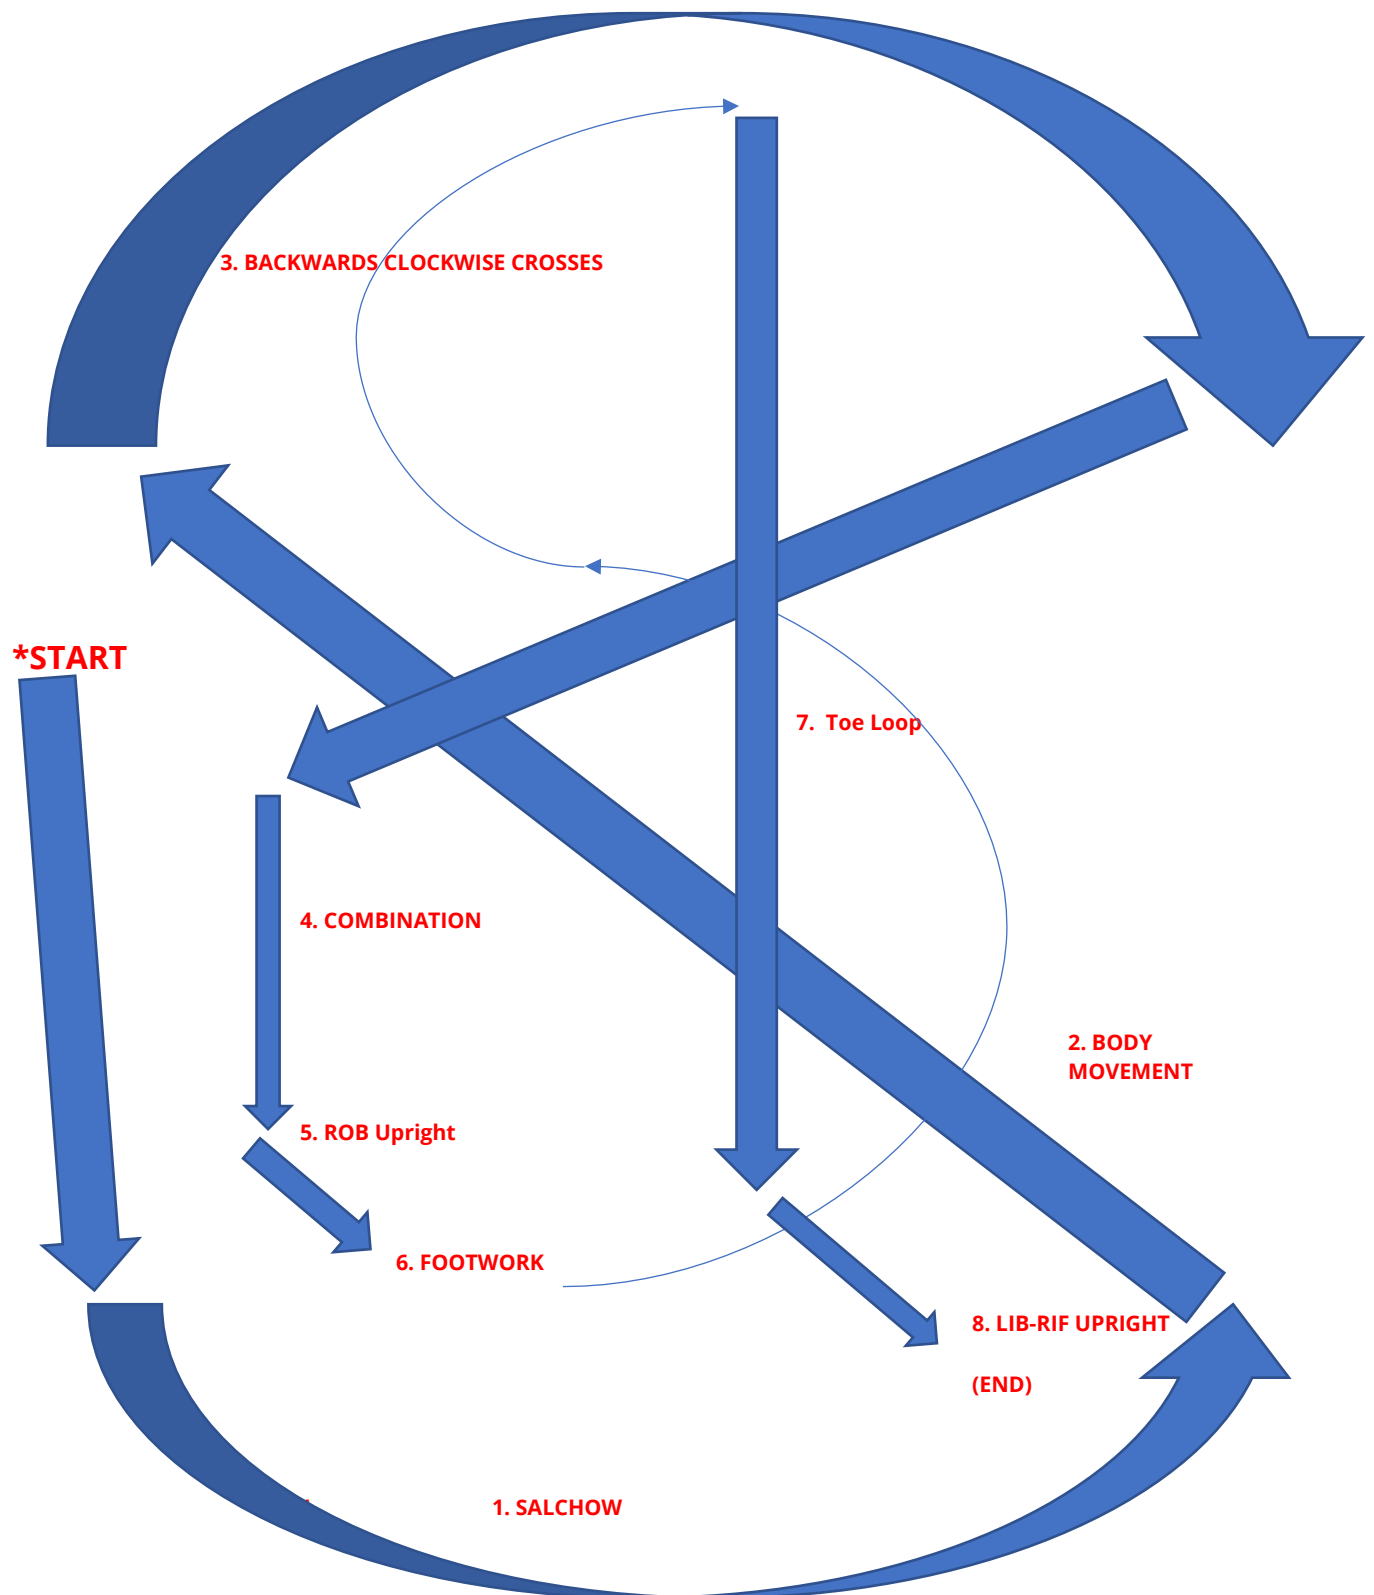 3. BACKWARDS CLOCKWISE CROSSES
*START
7. Toe Loop
4. COMBINATION
2. BODY
MOVEMENT
5. ROB Upright
6. FOOTWORK
8. LIB-RIF UPRIGHT
(END)
1. SALCHOW